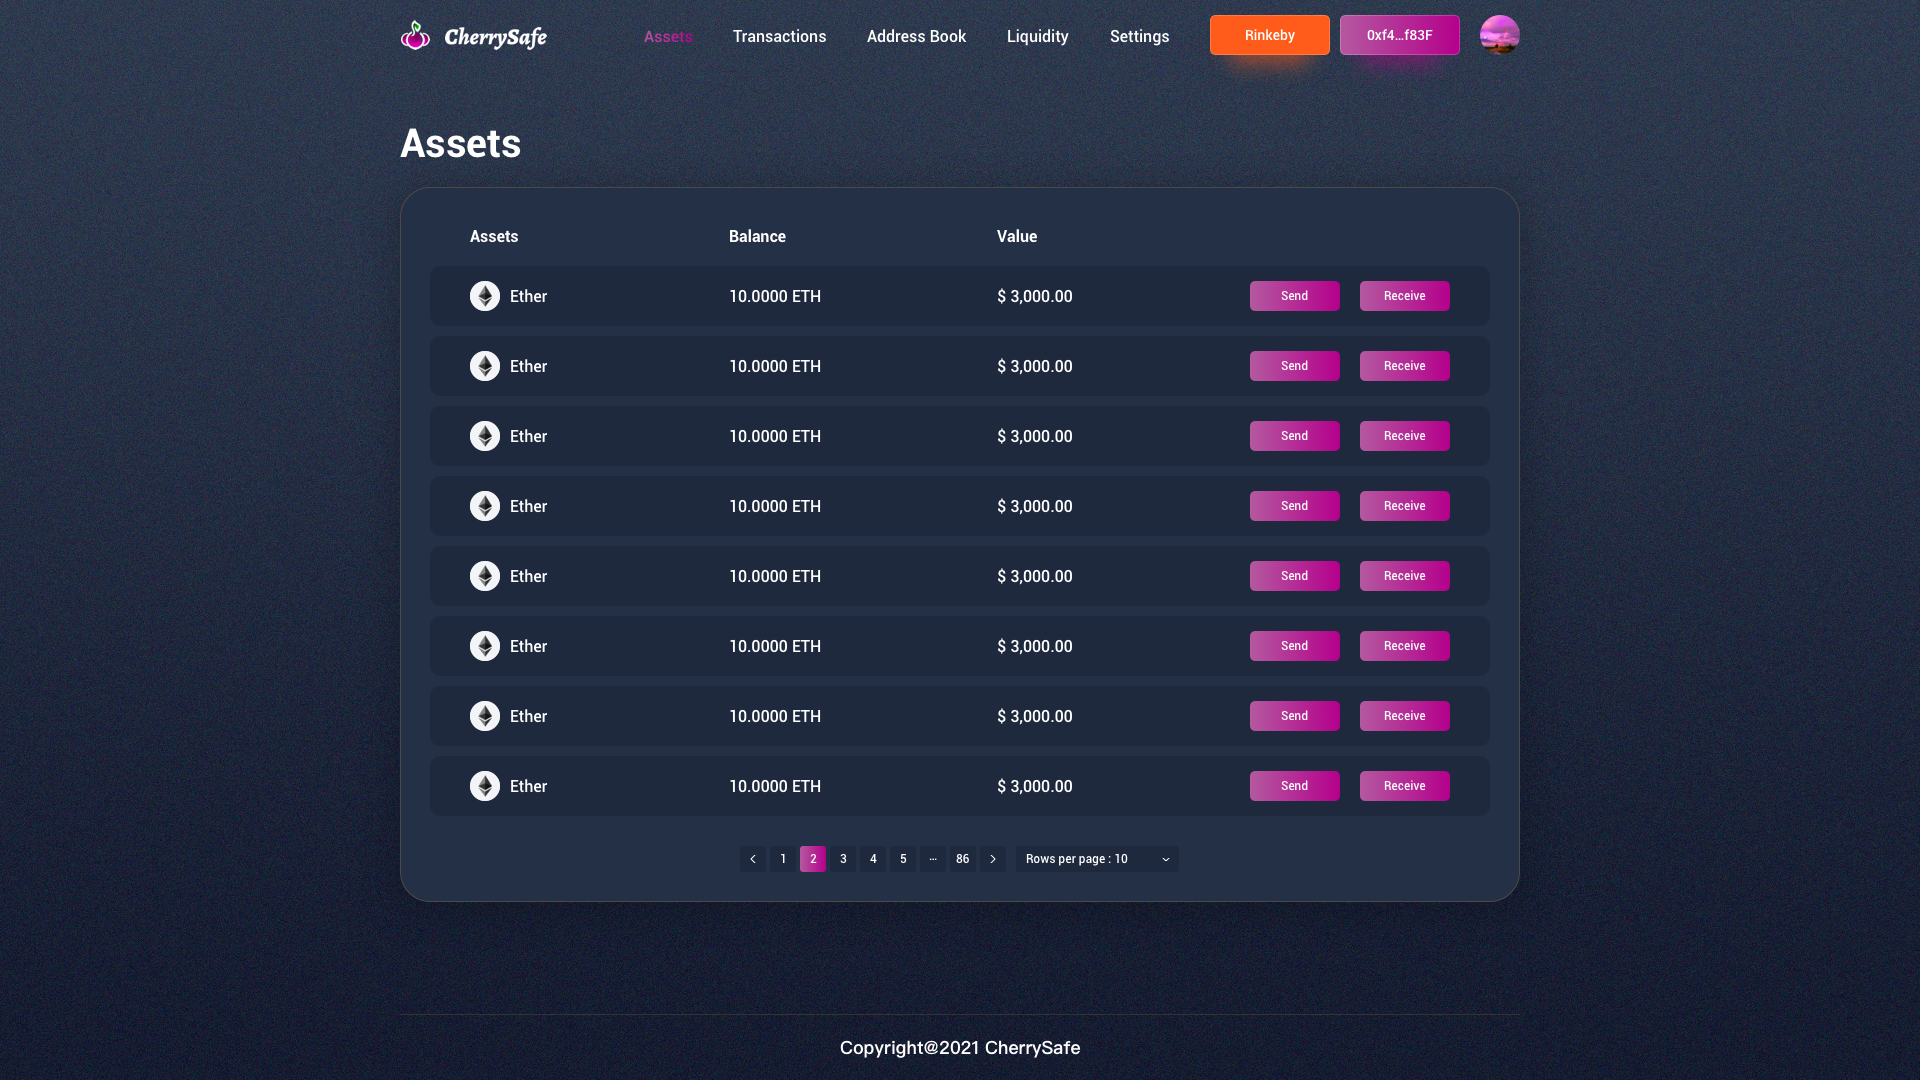 CherrySafe
Assets Transactions Address Book Liquidity Settings Rinkeby 0xf4...f83F
Assets
Assets Balance Value
Ether 10.0000 ETH $ 3,000.00 Send Receive
Ether 10.0000 ETH $ 3,000.00 Send Receive
Ether 10.0000 ETH $ 3,000.00 Send Receive
Ether 10.0000 ETH $ 3,000.00 Send Receive
Ether 10.0000 ETH $ 3,000.00 Send Receive
Ether 10.0000 ETH $ 3,000.00 Send Receive
Ether 10.0000 ETH $ 3,000.00 Send Receive
Ether 10.0000 ETH $ 3,000.00 Send Receive
1 2 3 4 5 ... 86 Rows per page : 10
Copyright@2021 CherrySafe